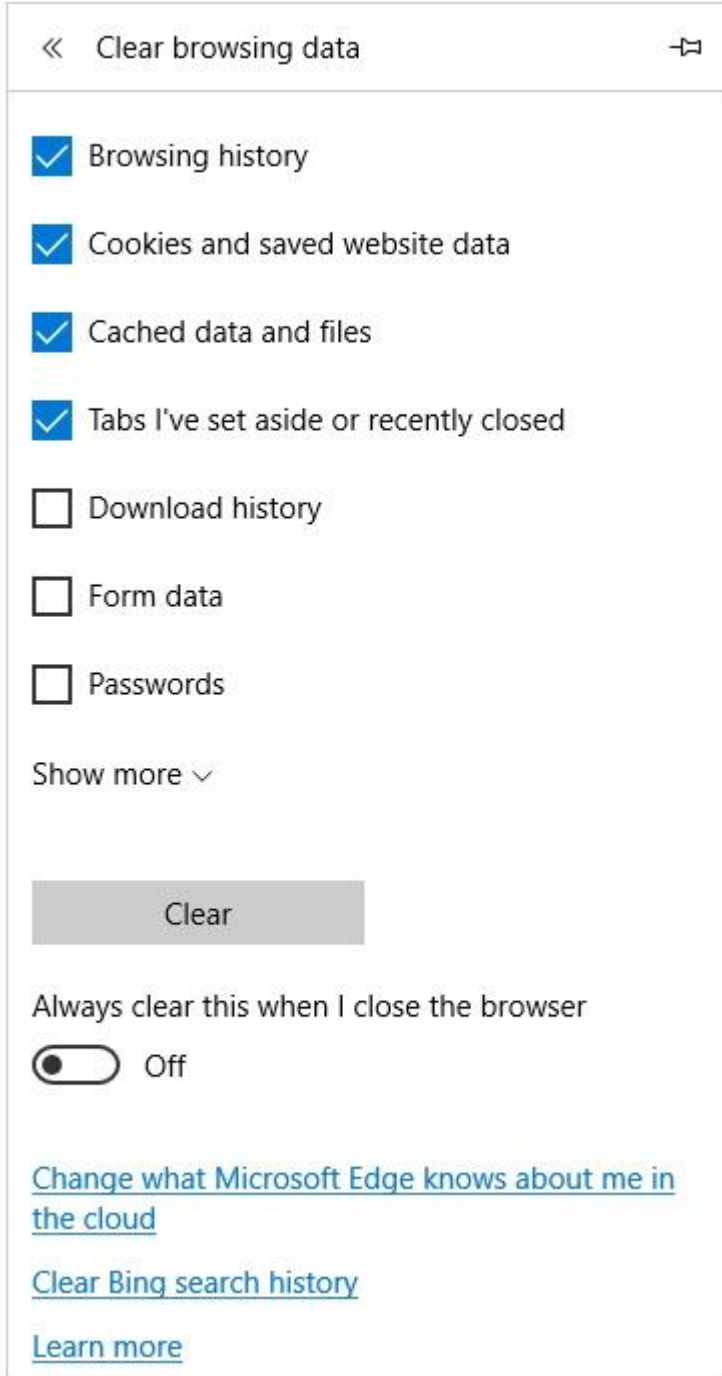 Clear browsing data
Browsing history
Cookies and saved website data
Cached data and files
Tabs I've set aside or recently closed
Download history
Form data
Passwords
Show more
Clear
Always clear this when I close the browser
Off
Change what Microsoft Edge knows about me in
the cloud
Clear Bing search history
Learn more